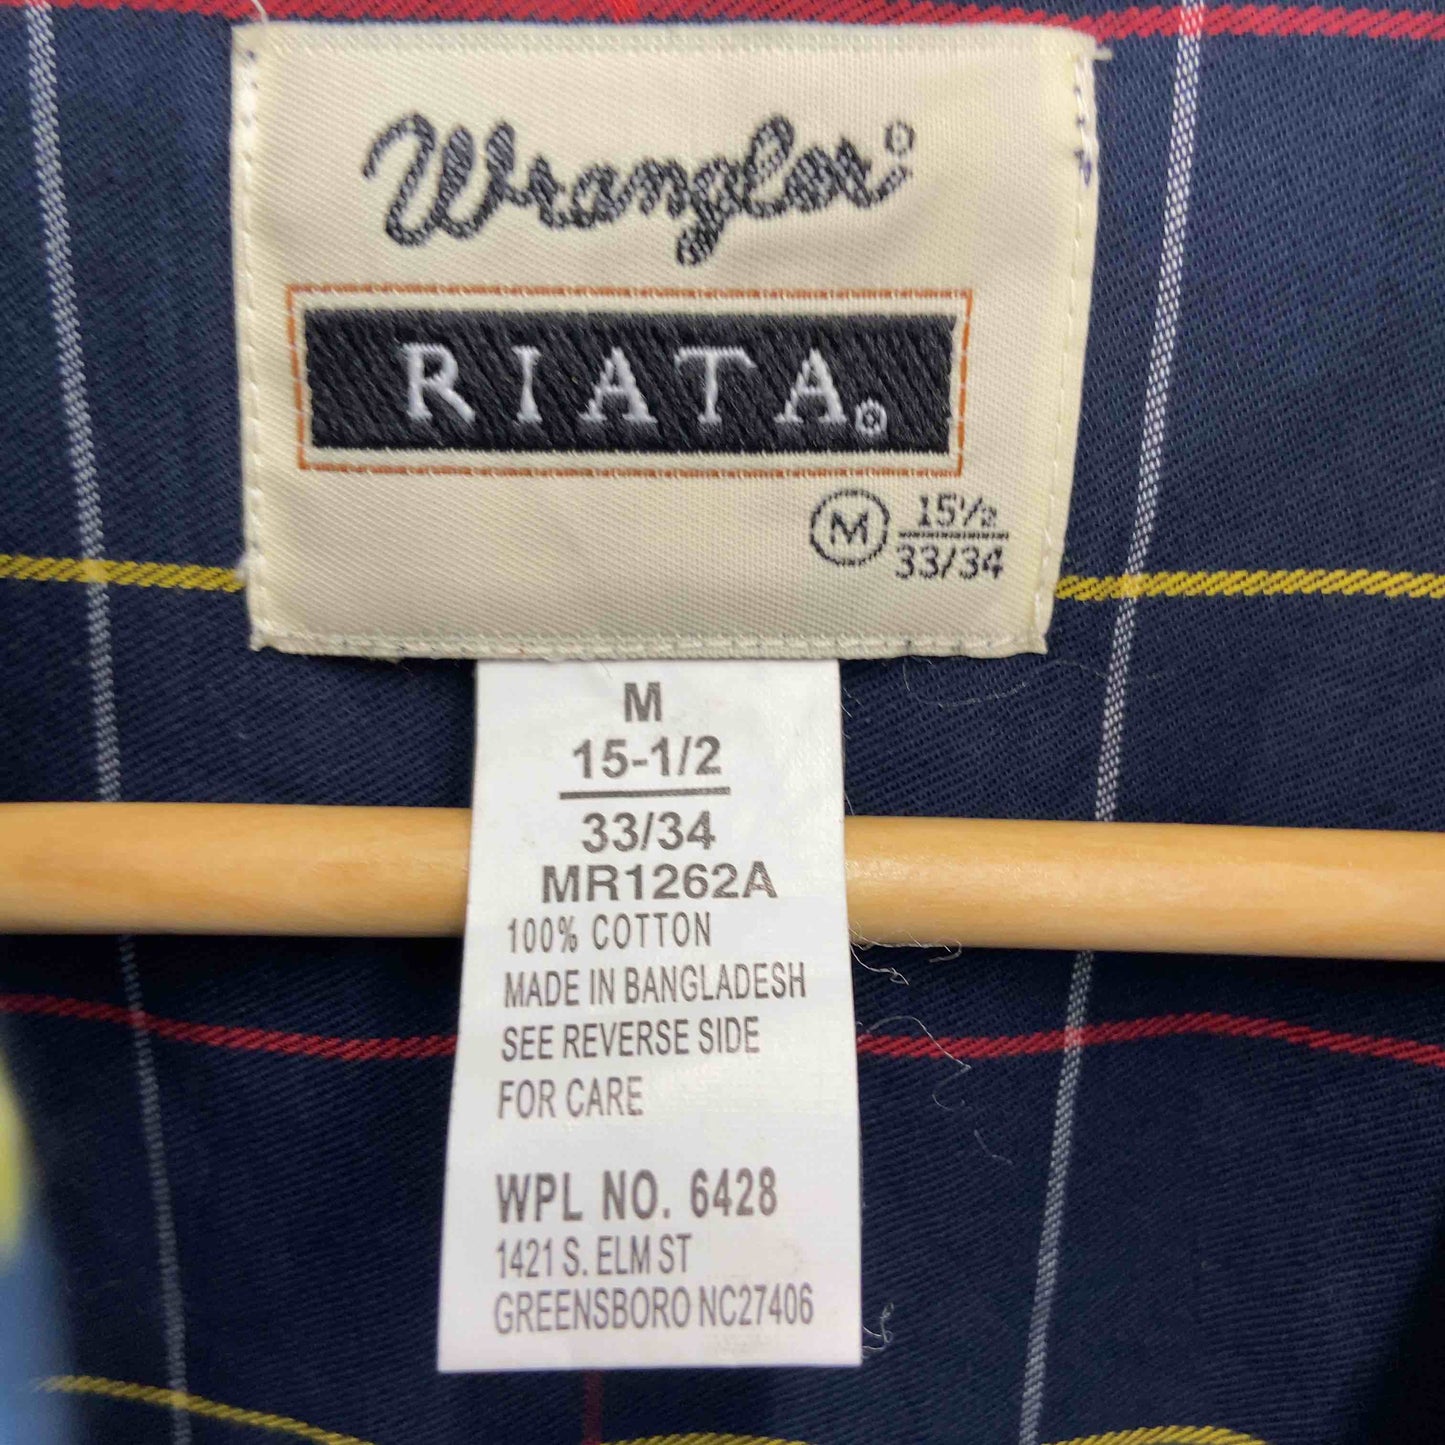 Wrangler®
RIATA®
M 15½
33/34
M
15-1/2
33/34
MR1262A
100% COTTON
MADE IN BANGLADESH
SEE REVERSE SIDE
FOR CARE
WPL NO. 6428
1421 S. ELM ST
GREENSBORO NC27406